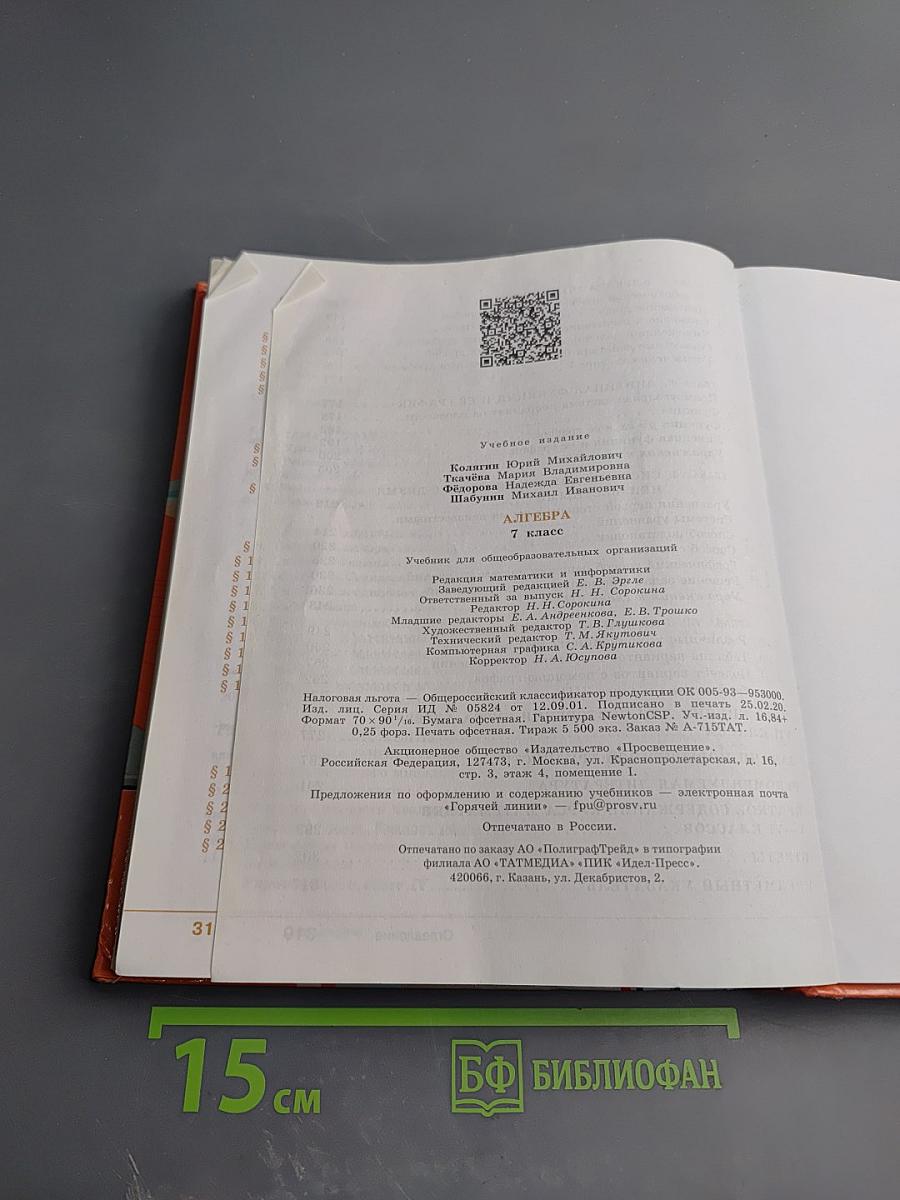 Учебное издание
Колягин Юрий Михайлович
Ткачёва Мария Владимировна
Фёдорова Надежда Евгеньевна
Шабунин Михаил Иванович
АЛГЕБРА
7 класс
Учебник для общеобразовательных организаций
Редакция математики и информатики
Заведующий редакцией Е. В. Эргле
Ответственный за выпуск Н. Н. Сорокина
Редактор Н. Н. Сорокина
Младшие редакторы Е. А. Андреенкова, Е. В. Трошко
Художественный редактор Т. В. Глушкова
Технический редактор Т. М. Якутович
Компьютерная графика С. А. Крутикова
Корректор Н. А. Юсупова
Налоговая льгота — Общероссийский классификатор продукции ОК 005-93—953000.
Изд. лиц. Серия ИД № 05824 от 12.09.01. Подписано в печать 25.02.20.
Формат 70 × 90 1/16. Бумага офсетная. Гарнитура NewtonCSP. Уч.-изд. л. 16,84+
0,25 форз. Печать офсетная. Тираж 5 500 экз. Заказ № А-715ТАТ.
Акционерное общество «Издательство «Просвещение».
Российская Федерация, 127473, г. Москва, ул. Краснопролетарская, д. 16,
стр. 3, этаж 4, помещение I.
Предложения по оформлению и содержанию учебников — электронная почта
«Горячей линии» — fpu@prosv.ru
Отпечатано в России.
Отпечатано по заказу АО «ПолиграфТрейд» в типографии
филиала АО «ТАТМЕДИА» «ПИК «Идел-Пресс».
420066, г. Казань, ул. Декабристов, 2.
31
15 см
БФ БИБЛИОФАН